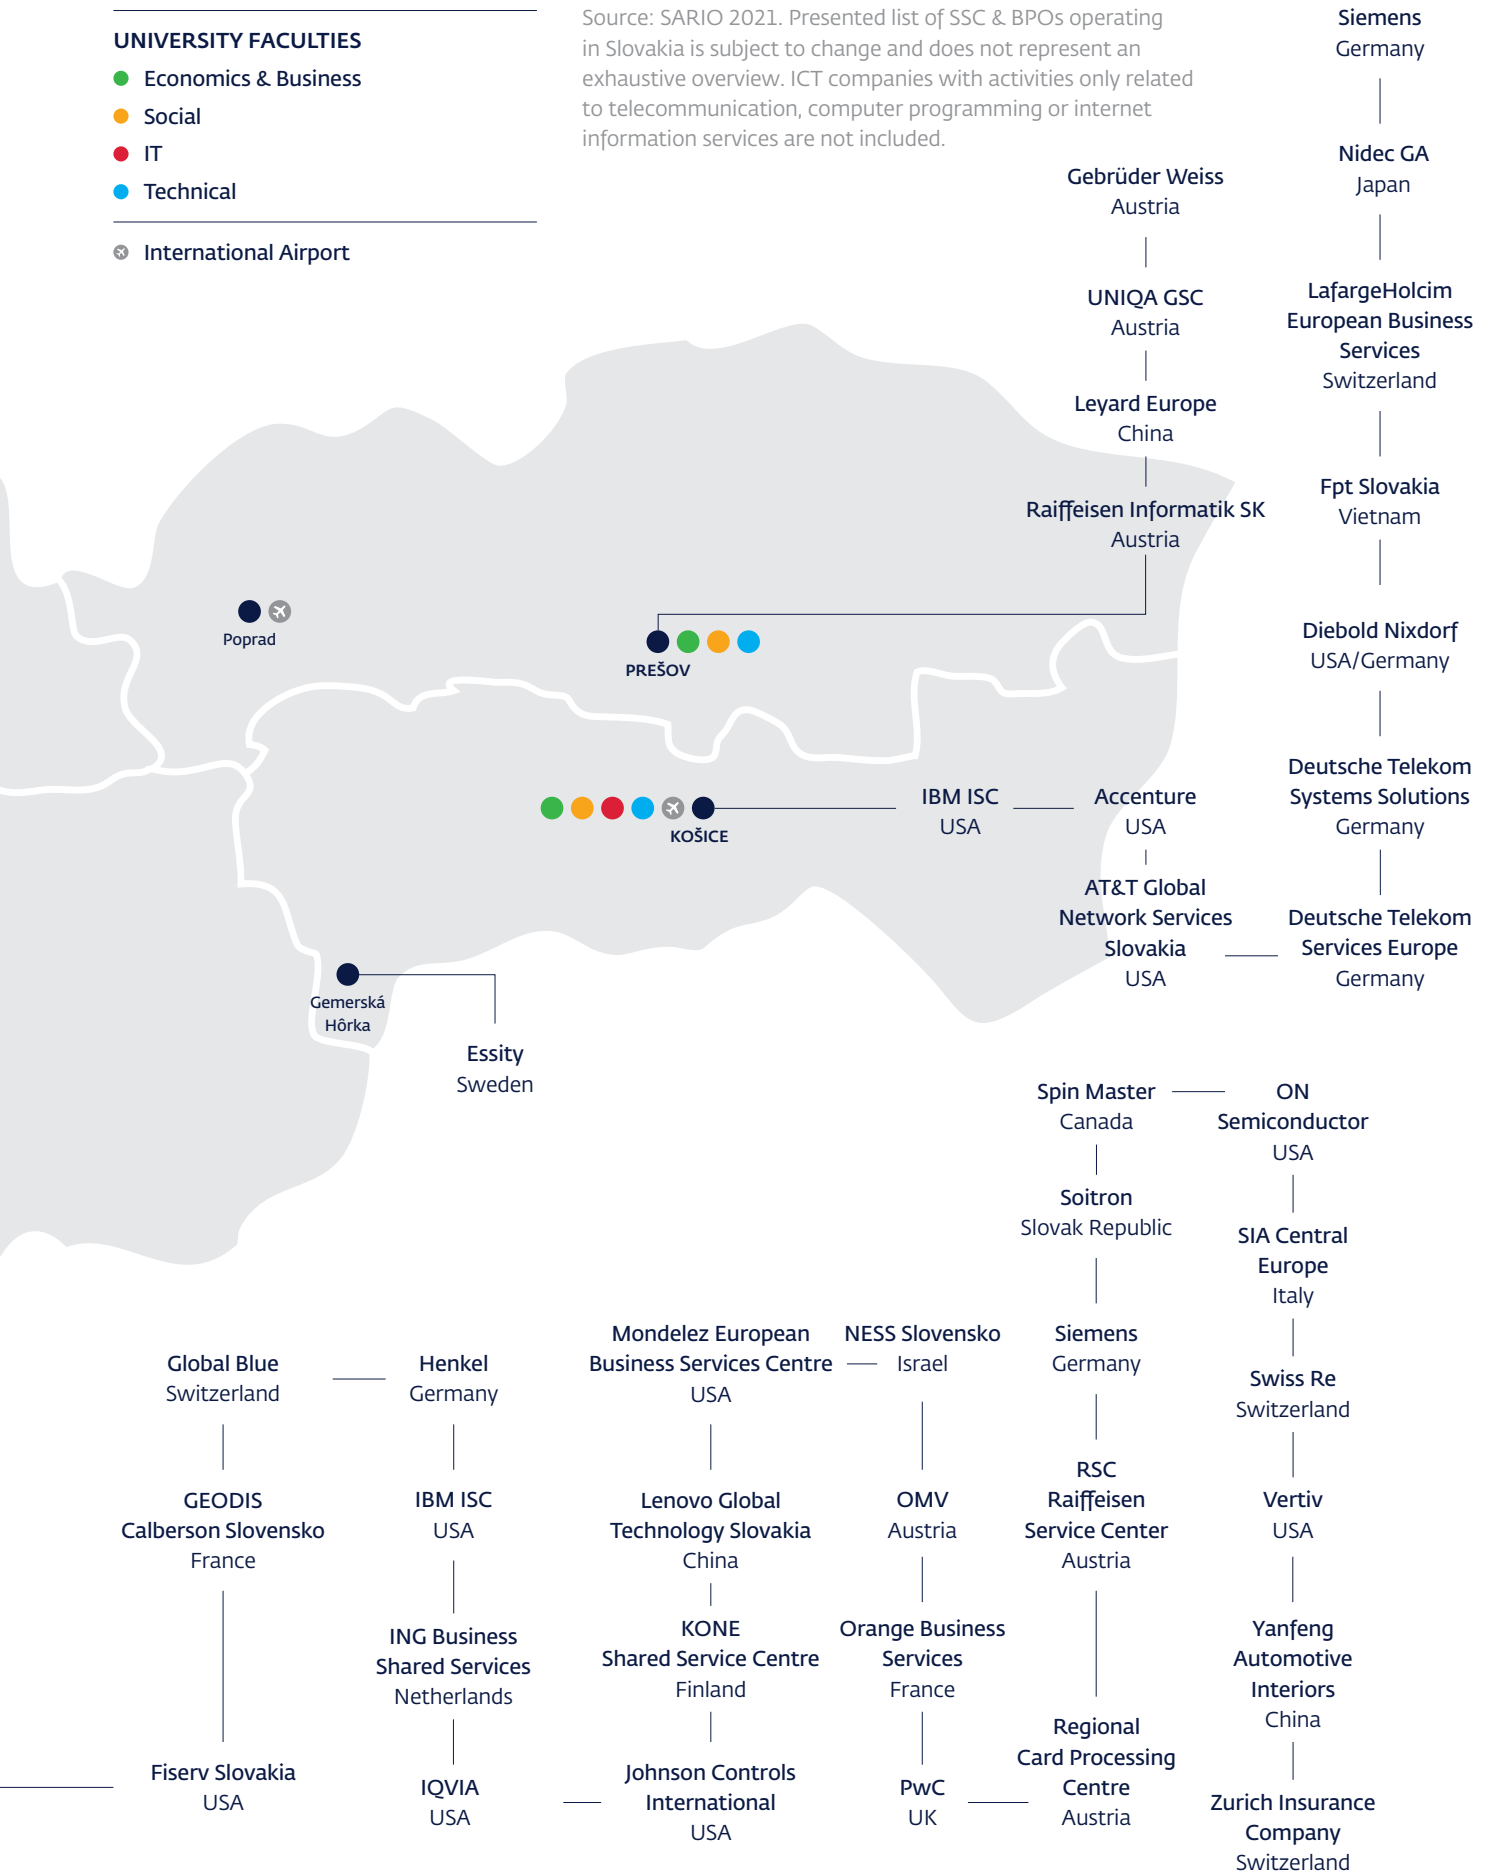 UNIVERSITY FACULTIES
Economics & Business
Social
IT
Technical
International Airport
Source: SARIO 2021. Presented list of SSC & BPOs operating
in Slovakia is subject to change and does not represent an
exhaustive overview. ICT companies with activities only related
to telecommunication, computer programming or internet
information services are not included.
Siemens
Germany
Nidec GA
Japan
LafargeHolcim
European Business
Services
Switzerland
Fpt Slovakia
Vietnam
Diebold Nixdorf
USA/Germany
Deutsche Telekom
Systems Solutions
Germany
Deutsche Telekom
Services Europe
Germany
Gebrüder Weiss
Austria
UNIQA GSC
Austria
Leyard Europe
China
Raiffeisen Informatik SK
Austria
Poprad
PREŠOV
KOŠICE
IBM ISC
USA
Accenture
USA
AT&T Global
Network Services
Slovakia
USA
Gemerská
Hôrka
Essity
Sweden
Spin Master
Canada
ON
Semiconductor
USA
Soitron
Slovak Republic
SIA Central
Europe
Italy
Global Blue
Switzerland
Henkel
Germany
Mondelez European
Business Services Centre
USA
NESS Slovensko
Israel
Siemens
Germany
Swiss Re
Switzerland
GEODIS
Calberson Slovensko
France
IBM ISC
USA
Lenovo Global
Technology Slovakia
China
OMV
Austria
RSC
Raiffeisen
Service Center
Austria
Vertiv
USA
ING Business
Shared Services
Netherlands
KONE
Shared Service Centre
Finland
Orange Business
Services
France
Yanfeng
Automotive
Interiors
China
Fiserv Slovakia
USA
IQVIA
USA
Johnson Controls
International
USA
PwC
UK
Regional
Card Processing
Centre
Austria
Zurich Insurance
Company
Switzerland